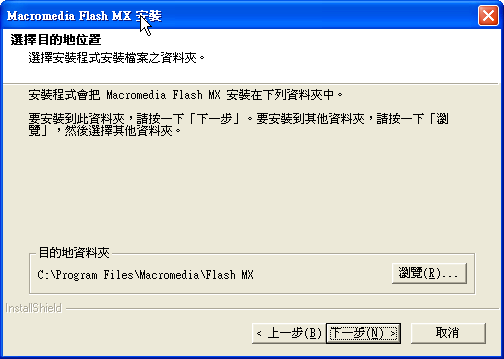 Macromedia Flash MX 安裝
選擇目的地位置
選擇安裝程式安裝檔案之資料夾。
安裝程式會把 Macromedia Flash MX 安裝在下列資料夾中。
要安裝到此資料夾，請按一下「下一步」。要安裝到其他資料夾，請按一下「瀏
覽」，然後選擇其他資料夾。
目的地資料夾
C:\Program Files\Macromedia\Flash MX
瀏覽(R)...
InstallShield
< 上一步(B)
下一步(N) >
取消